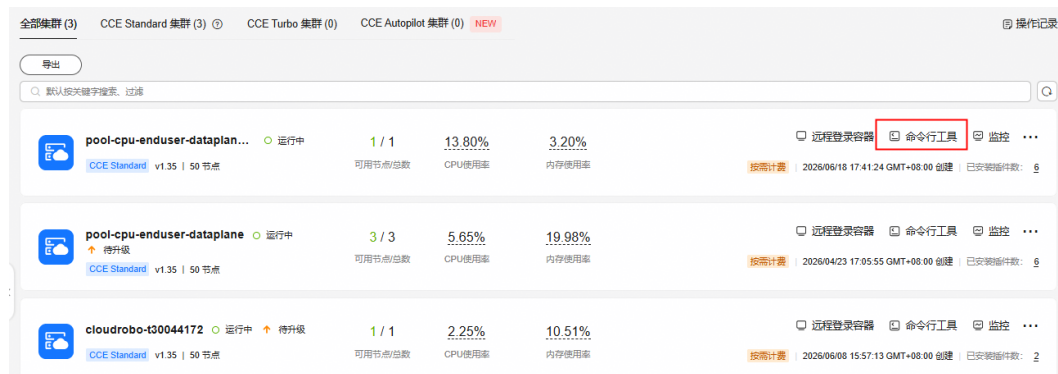 全部集群 (3) CCE Standard 集群 (3) CCE Turbo 集群 (0) CCE Autopilot 集群 (0) NEW 操作记录
导出
默认按关键字搜索、过滤
pool-cpu-enduser-dataplan... 运行中 1 / 1 13.80% 3.20% 远程登录容器 命令行工具 监控 ...
CCE Standard v1.35 | 50 节点 可用节点/总数 CPU使用率 内存使用率 按需计费 | 2026/06/18 17:41:24 GMT+08:00 创建 | 已安装插件数: 6
pool-cpu-enduser-dataplane 运行中 3 / 3 5.65% 19.98% 远程登录容器 命令行工具 监控 ...
待升级
CCE Standard v1.35 | 50 节点 可用节点/总数 CPU使用率 内存使用率 按需计费 | 2026/04/23 17:05:55 GMT+08:00 创建 | 已安装插件数: 6
cloudrobo-t30044172 运行中 待升级 1 / 1 2.25% 10.51% 远程登录容器 命令行工具 监控 ...
CCE Standard v1.35 | 50 节点 可用节点/总数 CPU使用率 内存使用率 按需计费 | 2026/06/08 15:57:13 GMT+08:00 创建 | 已安装插件数: 2